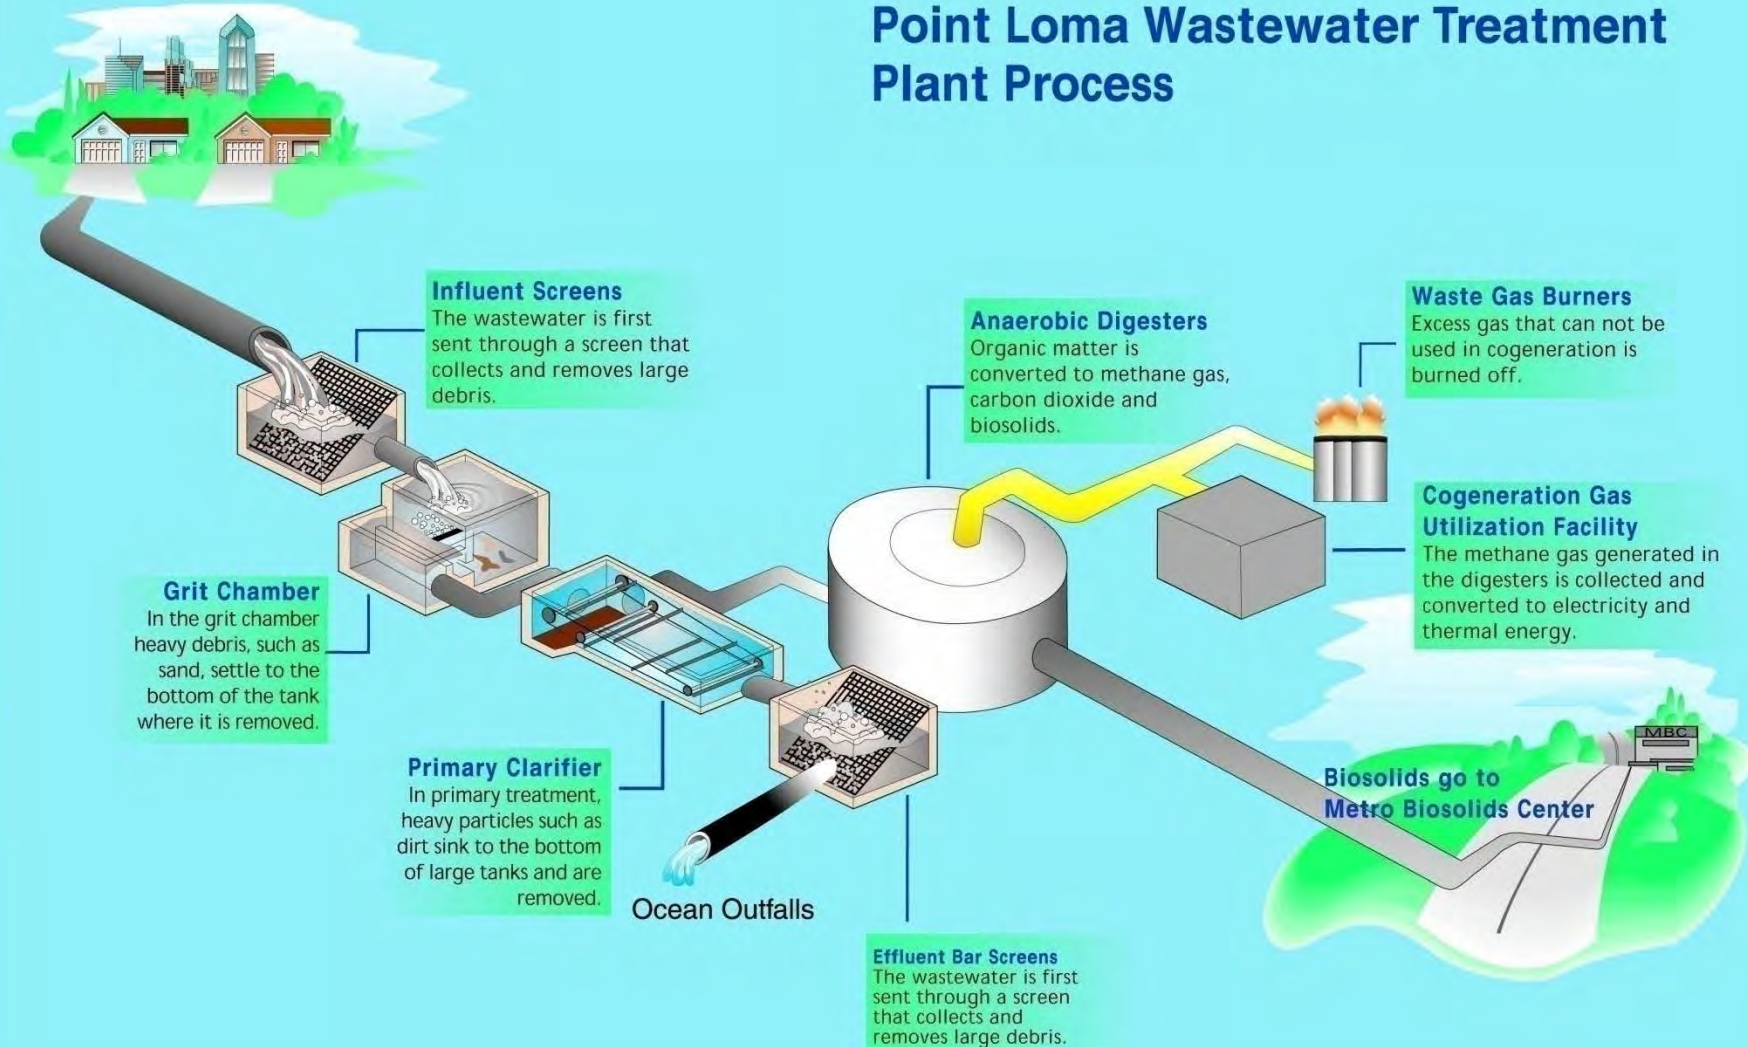 Point Loma Wastewater Treatment
Plant Process
Influent Screens
The wastewater is first
sent through a screen that
collects and removes large
debris.
Anaerobic Digesters
Organic matter is
converted to methane gas,
carbon dioxide and
biosolids.
Waste Gas Burners
Excess gas that can not be
used in cogeneration is
burned off.
Cogeneration Gas
Utilization Facility
The methane gas generated in
the digesters is collected and
converted to electricity and
thermal energy.
Grit Chamber
In the grit chamber
heavy debris, such as
sand, settle to the
bottom of the tank
where it is removed.
Primary Clarifier
In primary treatment,
heavy particles such as
dirt sink to the bottom
of large tanks and are
removed.
Ocean Outfalls
MBC
Biosolids go to
Metro Biosolids Center
Effluent Bar Screens
The wastewater is first
sent through a screen
that collects and
removes large debris.